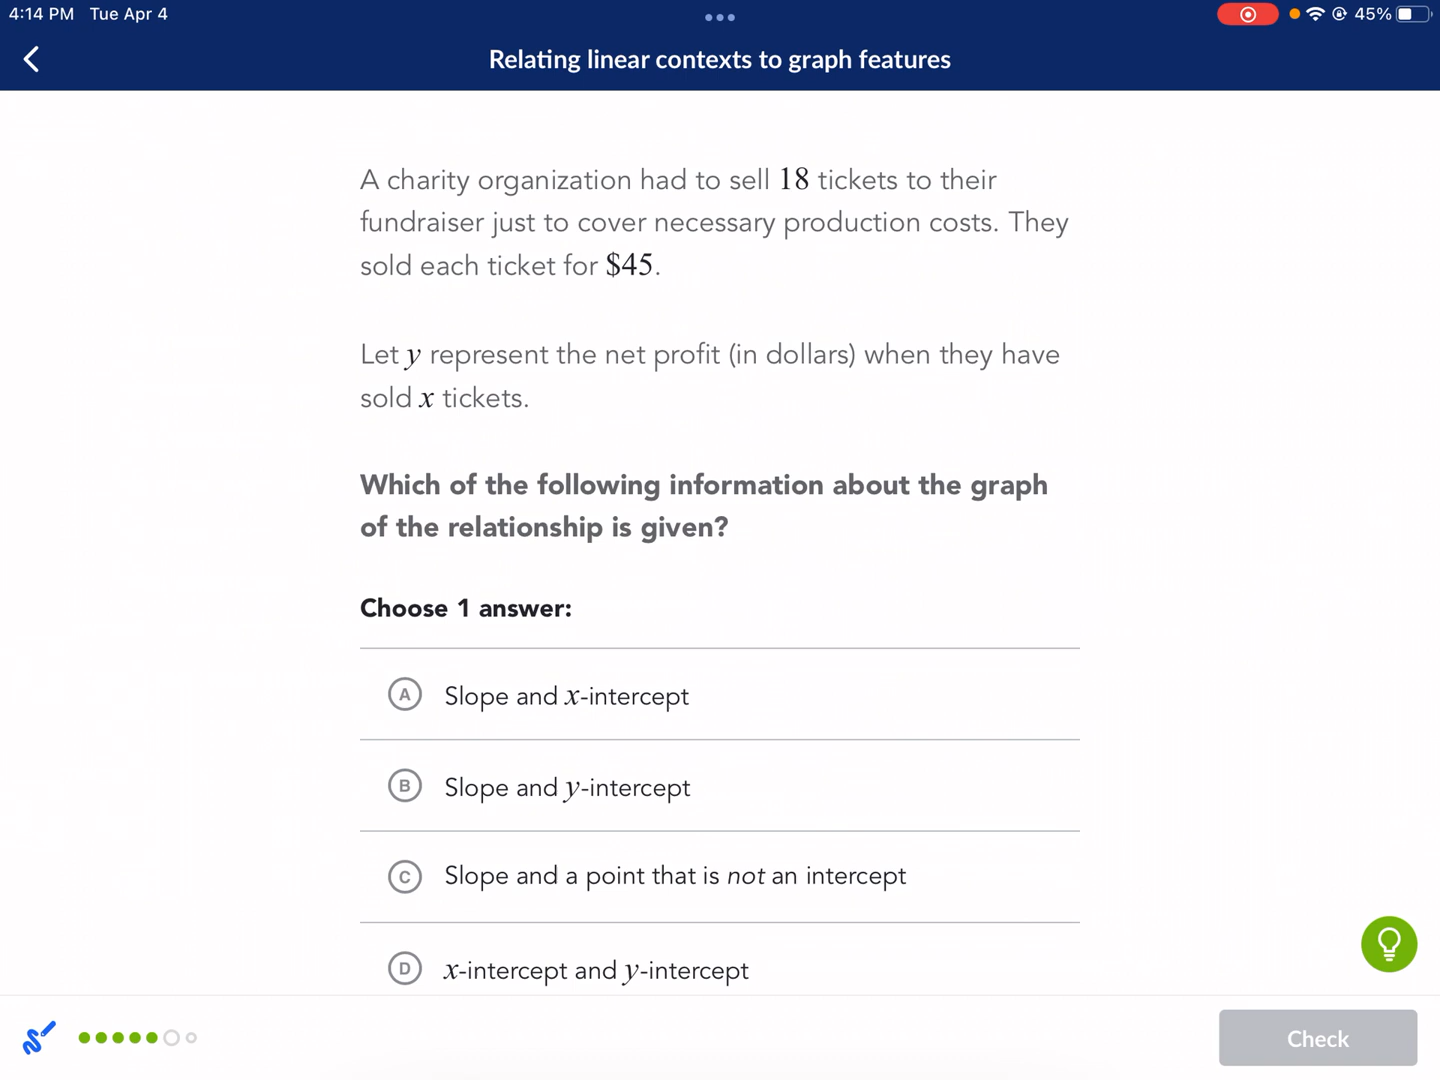 4:14 PM Tue Apr 4
45%
Relating linear contexts to graph features
A charity organization had to sell 18 tickets to their
fundraiser just to cover necessary production costs. They
sold each ticket for $45.
Let y represent the net profit (in dollars) when they have
sold x tickets.
Which of the following information about the graph
of the relationship is given?
Choose 1 answer:
A Slope and x-intercept
B Slope and y-intercept
C Slope and a point that is not an intercept
D x-intercept and y-intercept
Check